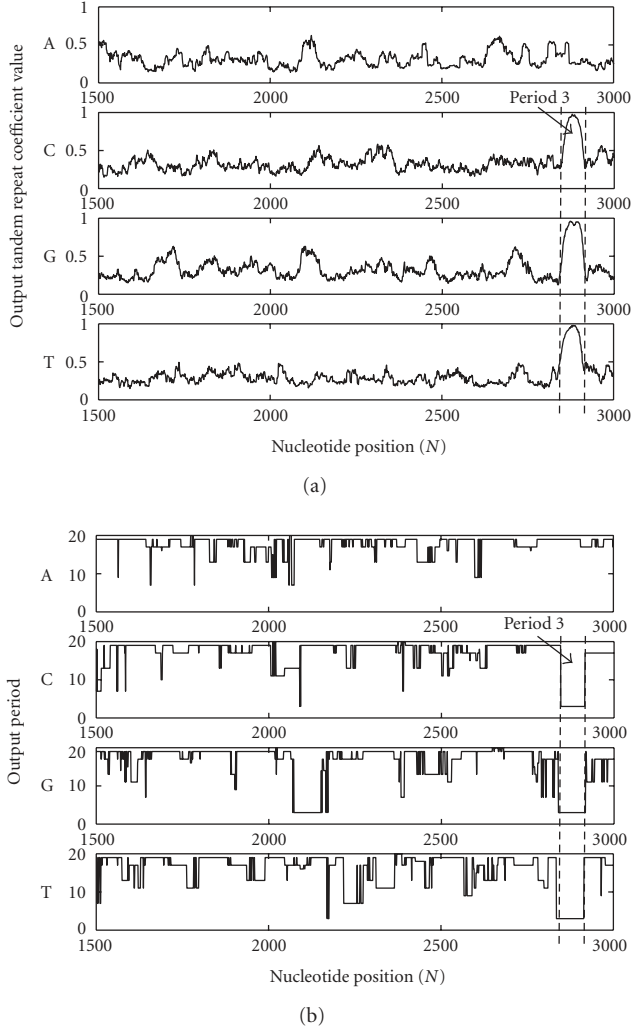 Output tandem repeat coefficient value
1
A 0.5
0
1500 2000 2500 3000
Period 3
1
C 0.5
0
1500 2000 2500 3000
1
G 0.5
0
1500 2000 2500 3000
1
T 0.5
0
1500 2000 2500 3000
Nucleotide position (N)
(a)
Output period
20
A 10
0
1500 2000 2500 3000
Period 3
20
C 10
0
1500 2000 2500 3000
20
G 10
0
1500 2000 2500 3000
20
T 10
0
1500 2000 2500 3000
Nucleotide position (N)
(b)